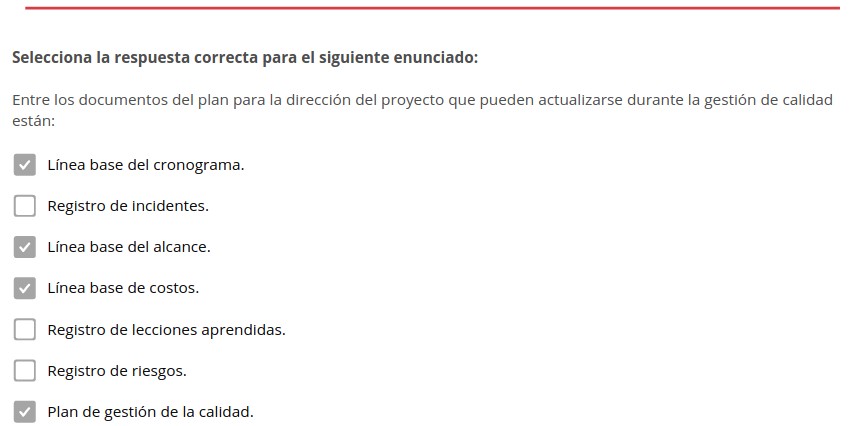 Selecciona la respuesta correcta para el siguiente enunciado:
Entre los documentos del plan para la dirección del proyecto que pueden actualizarse durante la gestión de calidad
están:
Línea base del cronograma.
Registro de incidentes.
Línea base del alcance.
Línea base de costos.
Registro de lecciones aprendidas.
Registro de riesgos.
Plan de gestión de la calidad.